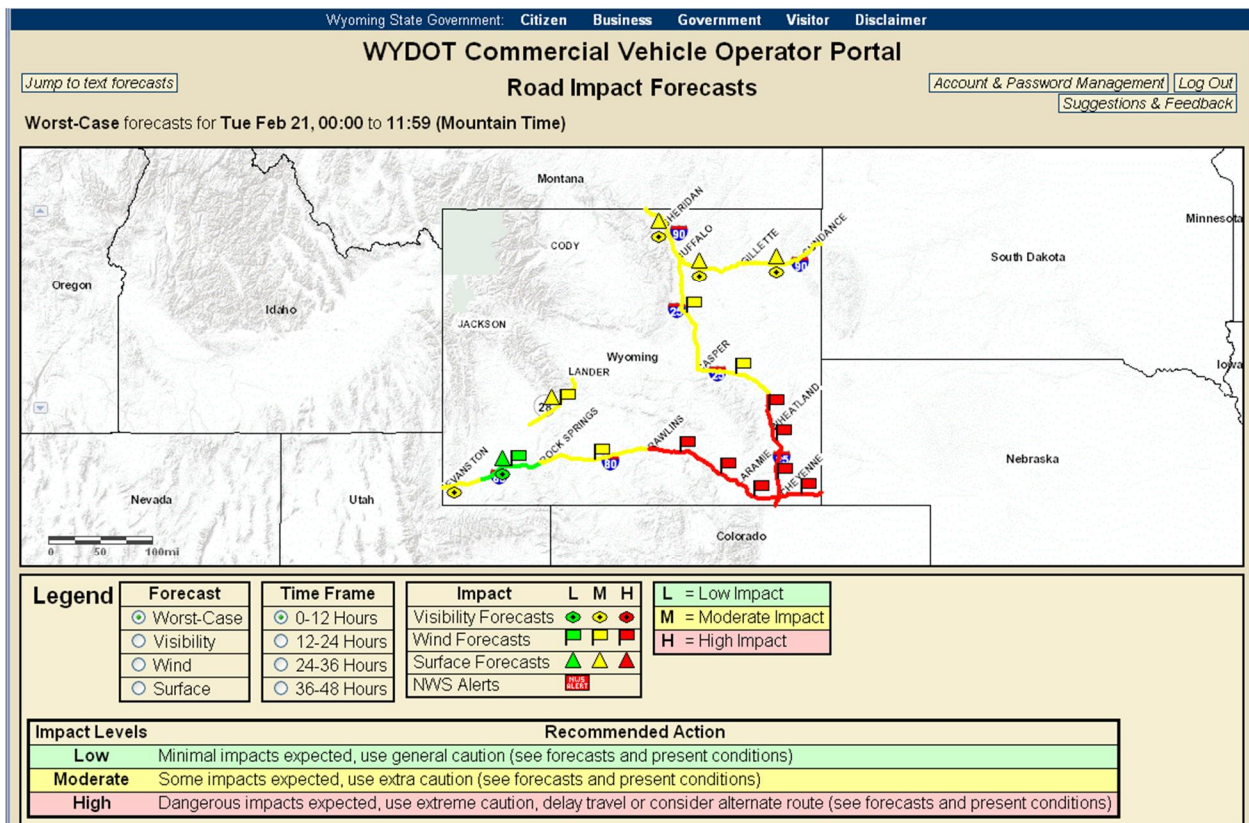 Wyoming State Government: Citizen Business Government Visitor Disclaimer
WYDOT Commercial Vehicle Operator Portal
Jump to text forecasts
Road Impact Forecasts
Account & Password Management Log Out
Suggestions & Feedback
Worst-Case forecasts for Tue Feb 21, 00:00 to 11:59 (Mountain Time)
Montana
SHERIDAN
90
Minnesota
CODY
BUFFALO
GILLETTE
SUNDANCE
90
South Dakota
Oregon
Idaho
25
JACKSON
Wyoming
CASPER
25
Iowa
LANDER
28
WHEATLAND
ROCK SPRINGS
RAWLINS
EVANSTON
80
LARAMIE
CHEYENNE
Nebraska
Nevada
Utah
Colorado
0 50 100mi
Legend
Forecast
Worst-Case
Visibility
Wind
Surface
Time Frame
0-12 Hours
12-24 Hours
24-36 Hours
36-48 Hours
Impact L M H
Visibility Forecasts
Wind Forecasts
Surface Forecasts
NWS Alerts NWS ALERT
L = Low Impact
M = Moderate Impact
H = High Impact
Impact Levels Recommended Action
Low Minimal impacts expected, use general caution (see forecasts and present conditions)
Moderate Some impacts expected, use extra caution (see forecasts and present conditions)
High Dangerous impacts expected, use extreme caution, delay travel or consider alternate route (see forecasts and present conditions)